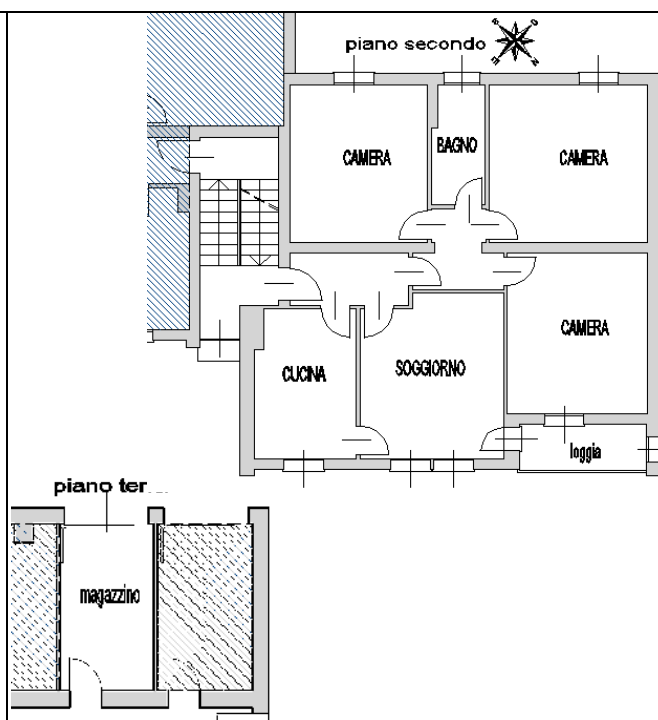 piano secondo
CAMERA
BAGNO
CAMERA
CAMERA
CUCINA
SOGGIORNO
loggia
piano ter
magazzino